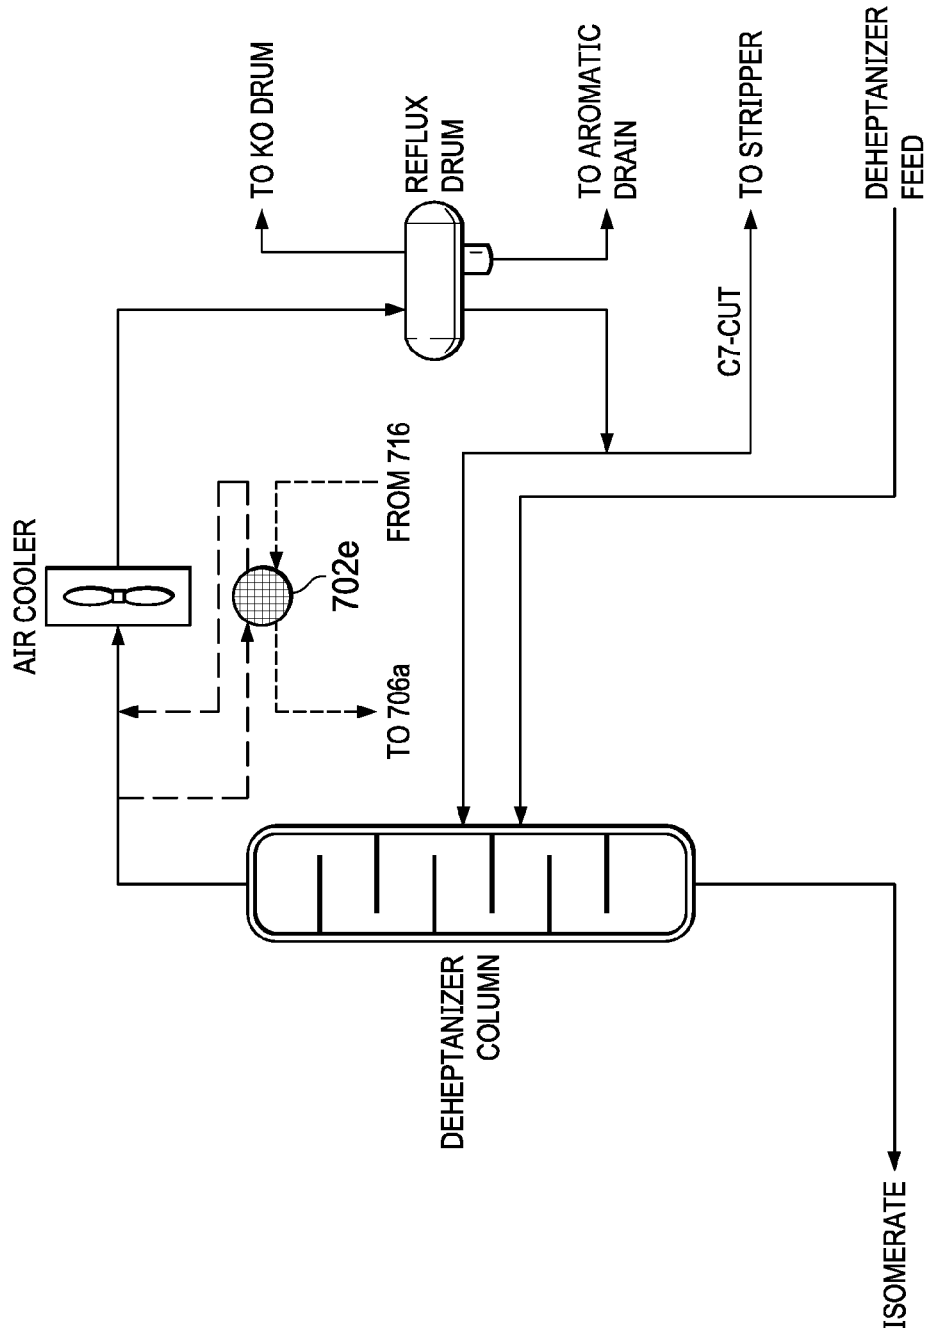 AIR COOLER
TO KO DRUM
REFLUX
DRUM
TO AROMATIC
DRAIN
C7-CUT
TO STRIPPER
DEHEPTANIZER
FEED
FROM 716
702e
TO 706a
DEHEPTANIZER
COLUMN
ISOMERATE